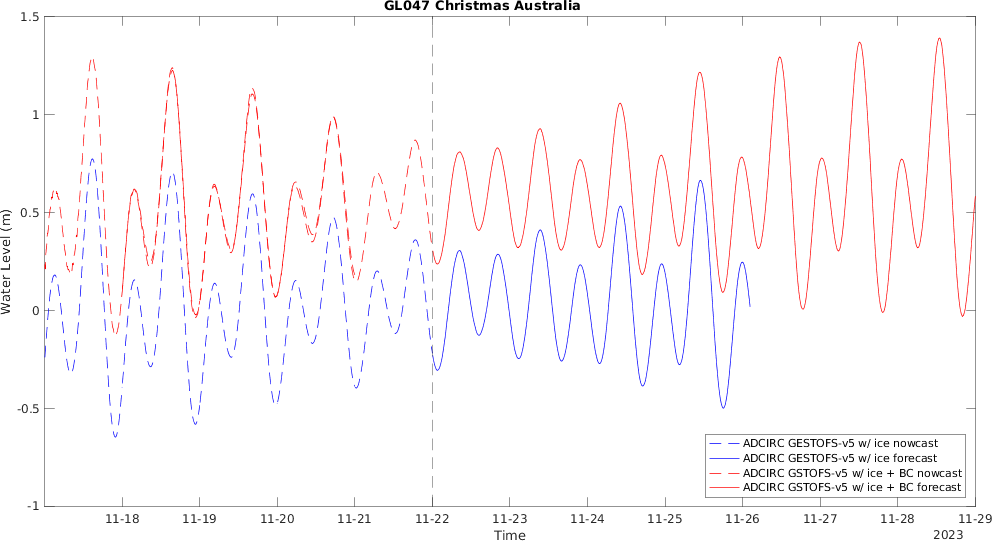 GL047 Christmas Australia
Water Level (m)
1.5
1
0.5
0
-0.5
-1
11-18
11-19
11-20
11-21
11-22
11-23
11-24
11-25
11-26
11-27
11-28
11-29
Time
2023
ADCIRC GESTOFS-v5 w/ ice nowcast
ADCIRC GESTOFS-v5 w/ ice forecast
ADCIRC GSTOFS-v5 w/ ice + BC nowcast
ADCIRC GSTOFS-v5 w/ ice + BC forecast